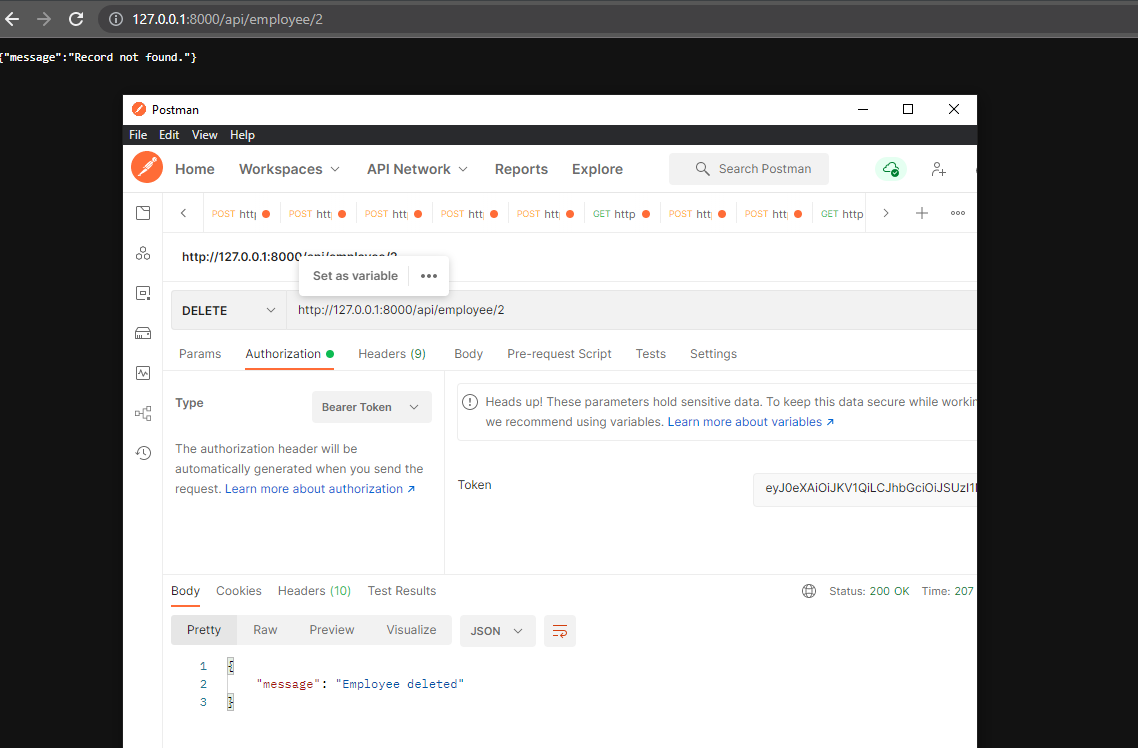 127.0.0.1:8000/api/employee/2
{"message":"Record not found."}
Postman
File Edit View Help
Home Workspaces API Network Reports Explore Search Postman
POST http POST htt POST htt POST htt POST htt GET http POST htt POST htt GET http
http://127.0.0.1:8000/api/employee/2
Set as variable
DELETE http://127.0.0.1:8000/api/employee/2
Params Authorization Headers (9) Body Pre-request Script Tests Settings
Type Bearer Token
The authorization header will be
automatically generated when you send the
request. Learn more about authorization ↗
Heads up! These parameters hold sensitive data. To keep this data secure while workin
we recommend using variables. Learn more about variables ↗
Token eyJ0eXAiOiJKV1QiLCJhbGciOiJSUzI1
Body Cookies Headers (10) Test Results Status: 200 OK Time: 207
Pretty Raw Preview Visualize JSON
1 {
2 "message": "Employee deleted"
3 }